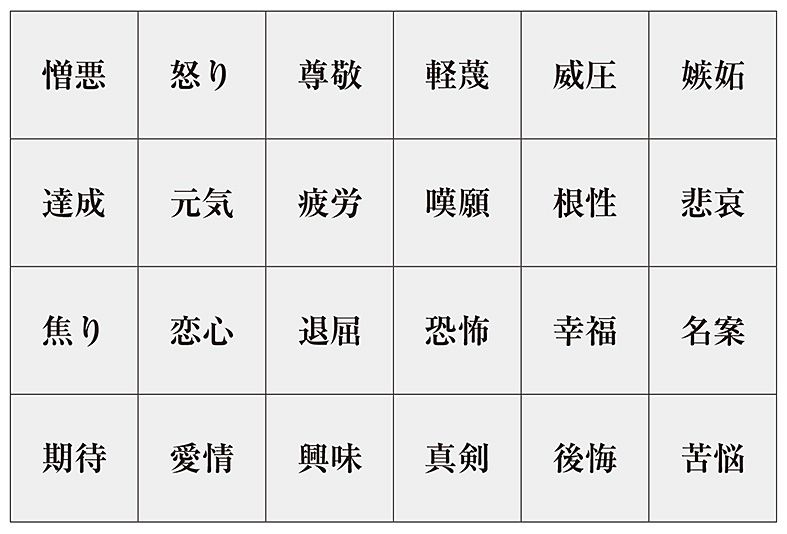 憎悪 怒り 尊敬 軽蔑 威圧 嫉妬
達成 元気 疲労 嘆願 根性 悲哀
焦り 恋心 退屈 恐怖 幸福 名案
期待 愛情 興味 真剣 後悔 苦悩